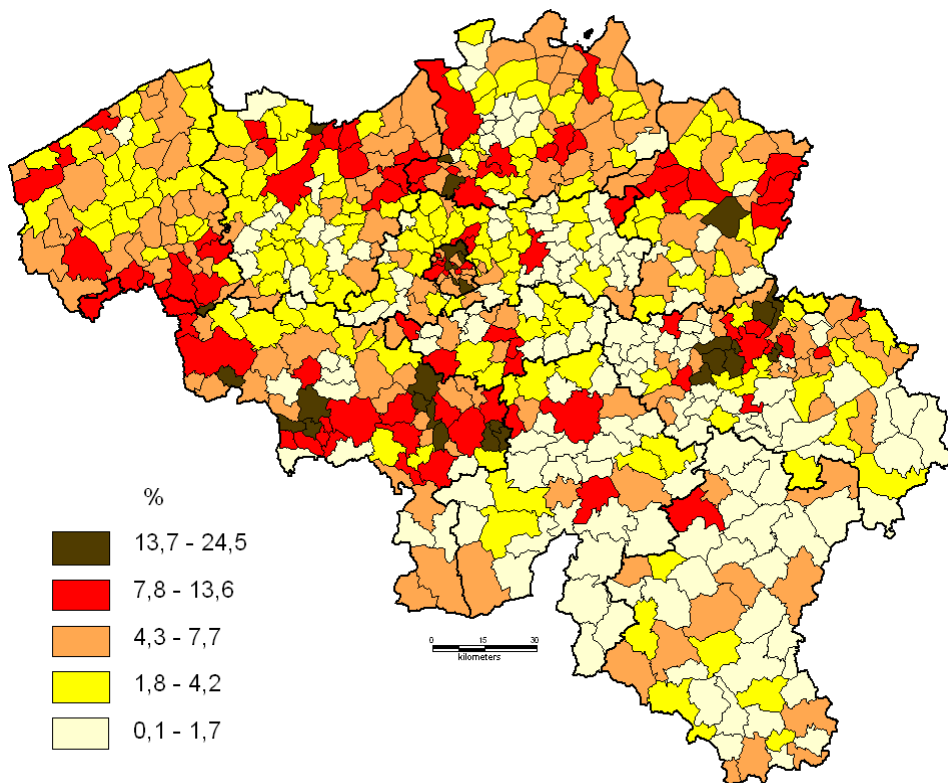 %
13,7 - 24,5
7,8 - 13,6
4,3 - 7,7
1,8 - 4,2
0,1 - 1,7
0 15 30
kilometers